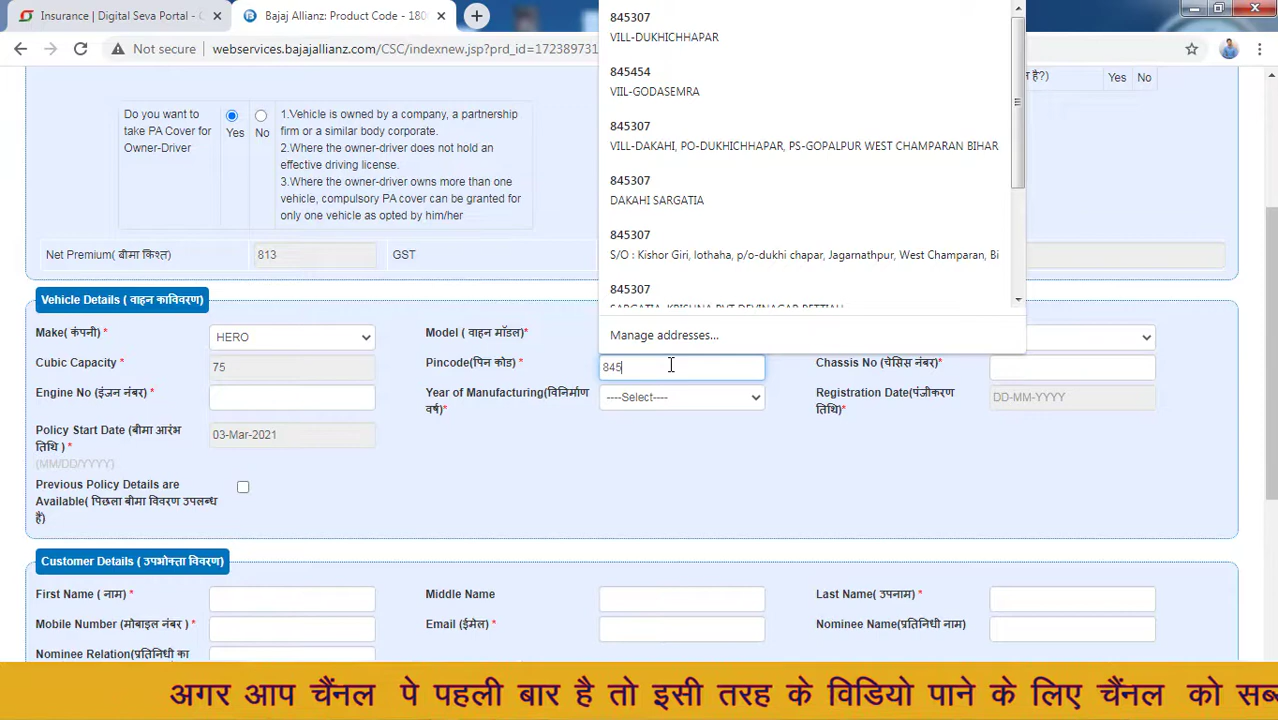 Insurance | Digital Seva Portal - C
Bajaj Allianz: Product Code - 180
Not secure
webservices.bajajallianz.com/CSC/indexnew.jsp?prd_id=172389731
845307
VILL-DUKHICHHAPAR
845454
VIIL-GODASEMRA
845307
VILL-DAKAHI, PO-DUKHICHHAPAR, PS-GOPALPUR WEST CHAMPARAN BIHAR
845307
DAKAHI SARGATIA
845307
S/O : Kishor Giri, lothaha, p/o-dukhi chapar, Jagarnathpur, West Champaran, Bi
845307
SARGATIA, KRISHNA PVT DEVINAGAR BETTIAH
Manage addresses...
है?) Yes No
Do you want to take PA Cover for Owner-Driver
Yes No
1.Vehicle is owned by a company, a partnership firm or a similar body corporate.
2.Where the owner-driver does not hold an effective driving license.
3.Where the owner-driver owns more than one vehicle, compulsory PA cover can be granted for only one vehicle as opted by him/her
Net Premium( बीमा किश्त) 813 GST
Vehicle Details ( वाहन काविवरण)
Make( कंपनी) * HERO Model ( वाहन मॉडल)*
Cubic Capacity * 75 Pincode(पिन कोड) * 845 Chassis No (चेसिस नंबर)*
Engine No (इंजन नंबर) * Year of Manufacturing(विनिर्माण वर्ष)* ----Select---- Registration Date(पंजीकरण तिथि)* DD-MM-YYYY
Policy Start Date (बीमा आरंभ तिथि ) * 03-Mar-2021
(MM/DD/YYYY)
Previous Policy Details are Available( पिछला बीमा विवरण उपलब्ध हैं)
Customer Details ( उपभोक्ता विवरण)
First Name ( नाम) * Middle Name Last Name( उपनाम) *
Mobile Number (मोबाइल नंबर ) * Email (ईमेल) * Nominee Name(प्रतिनिधी नाम)
Nominee Relation(प्रतिनिधी का
अगर आप चैंनल पे पहली बार है तो इसी तरह के विडियो पाने के लिए चैंनल को सब्स